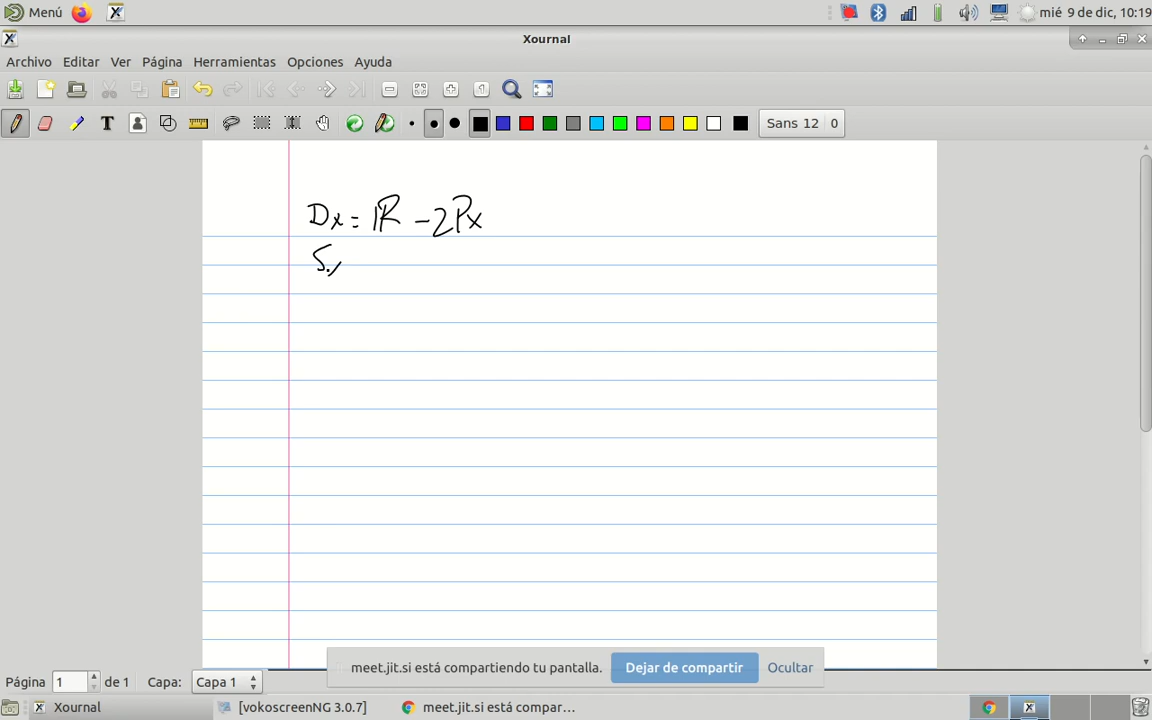 Menú
mié 9 de dic, 10:19
Xournal
Archivo Editar Ver Página Herramientas Opciones Ayuda
Sans 12 0
Dx = R - 2Px
S
meet.jit.si está compartiendo tu pantalla. Dejar de compartir Ocultar
Página 1 de 1 Capa: Capa 1
Xournal [vokoscreenNG 3.0.7] meet.jit.si está compar...